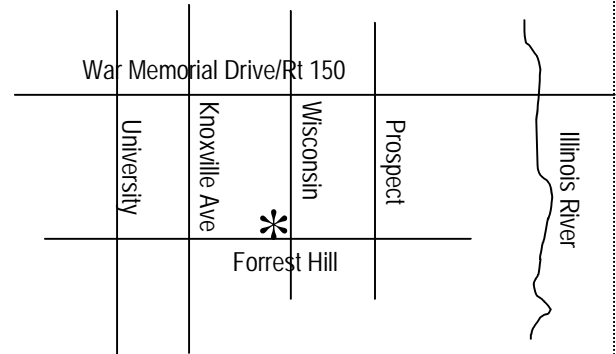 War Memorial Drive/Rt 150
University
Knoxville Ave
Wisconsin
Prospect
Illinois River
Forrest Hill